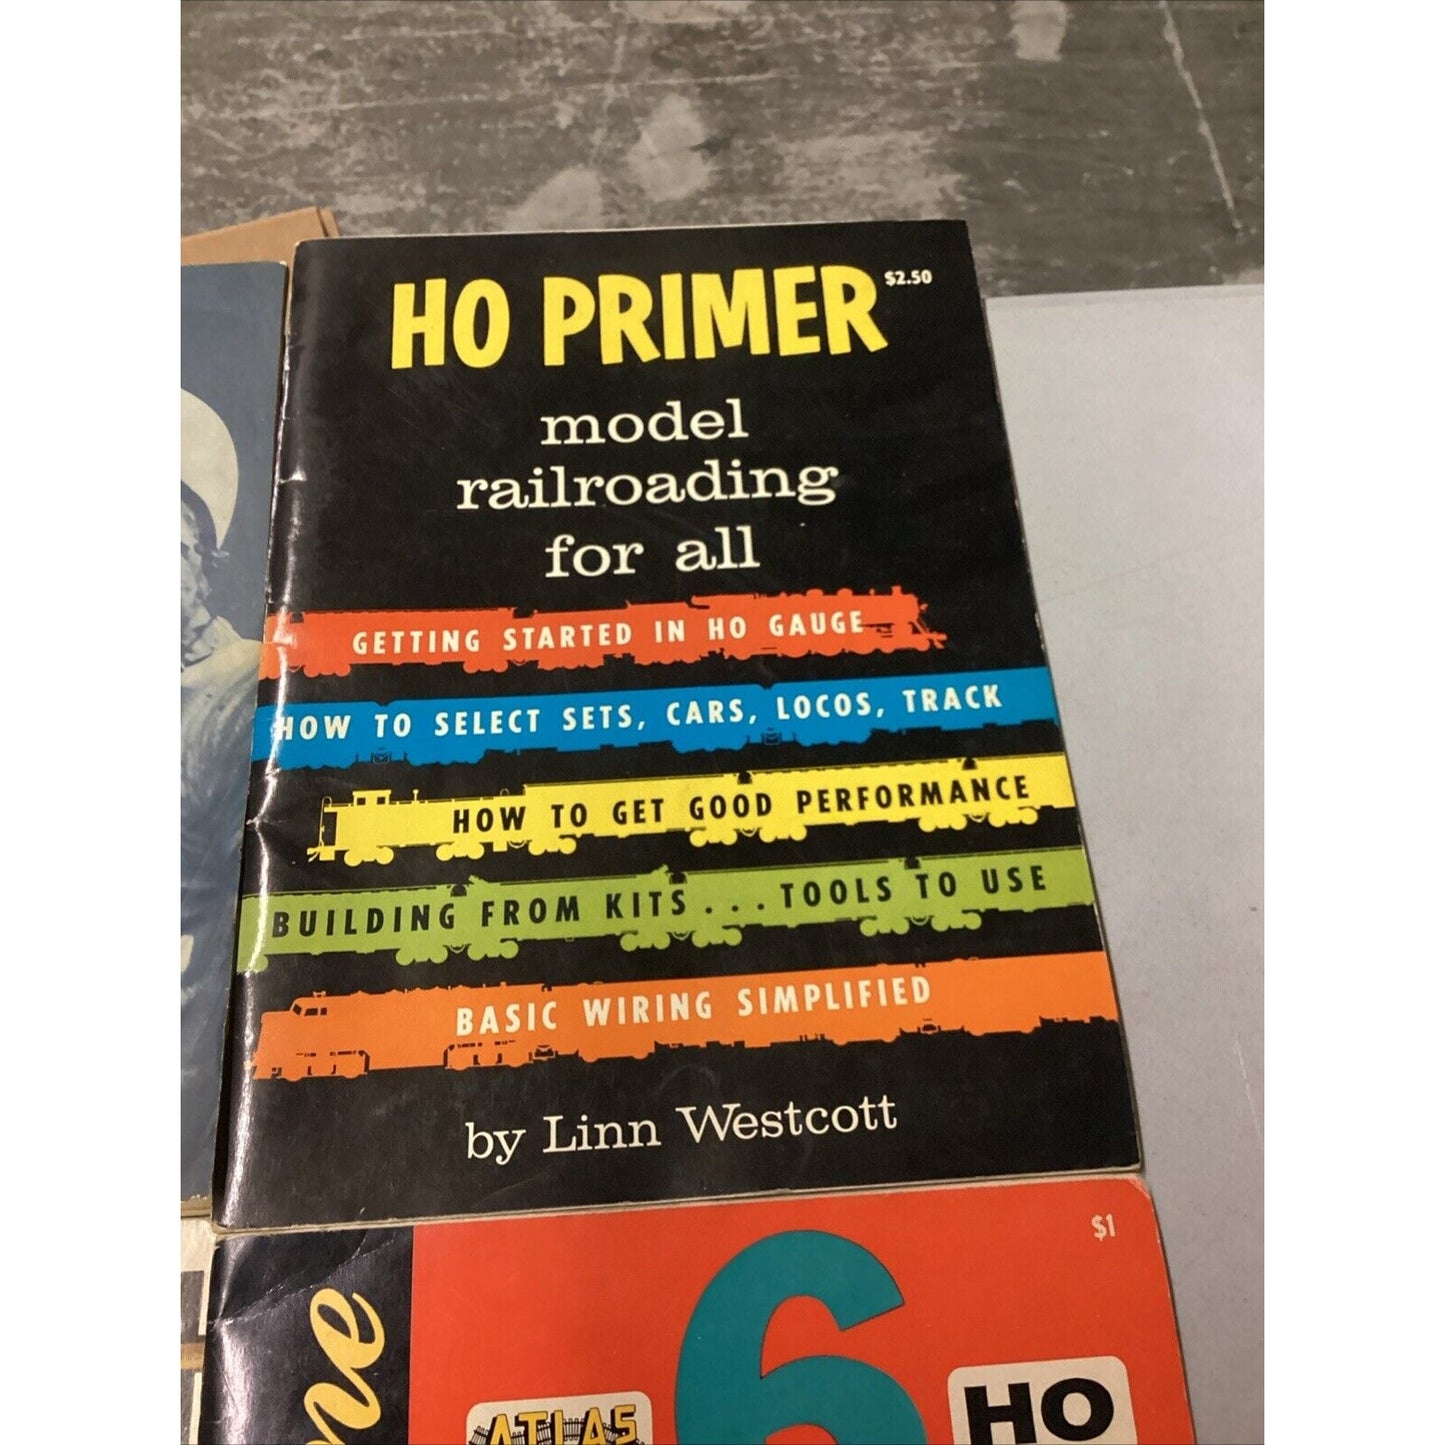 HO PRIMER
$2.50
model
railroading
for all
GETTING STARTED IN HO GAUGE
HOW TO SELECT SETS, CARS, LOCOS, TRACK
HOW TO GET GOOD PERFORMANCE
BUILDING FROM KITS...TOOLS TO USE
BASIC WIRING SIMPLIFIED
by Linn Westcott
$1
6
HO
ATLAS